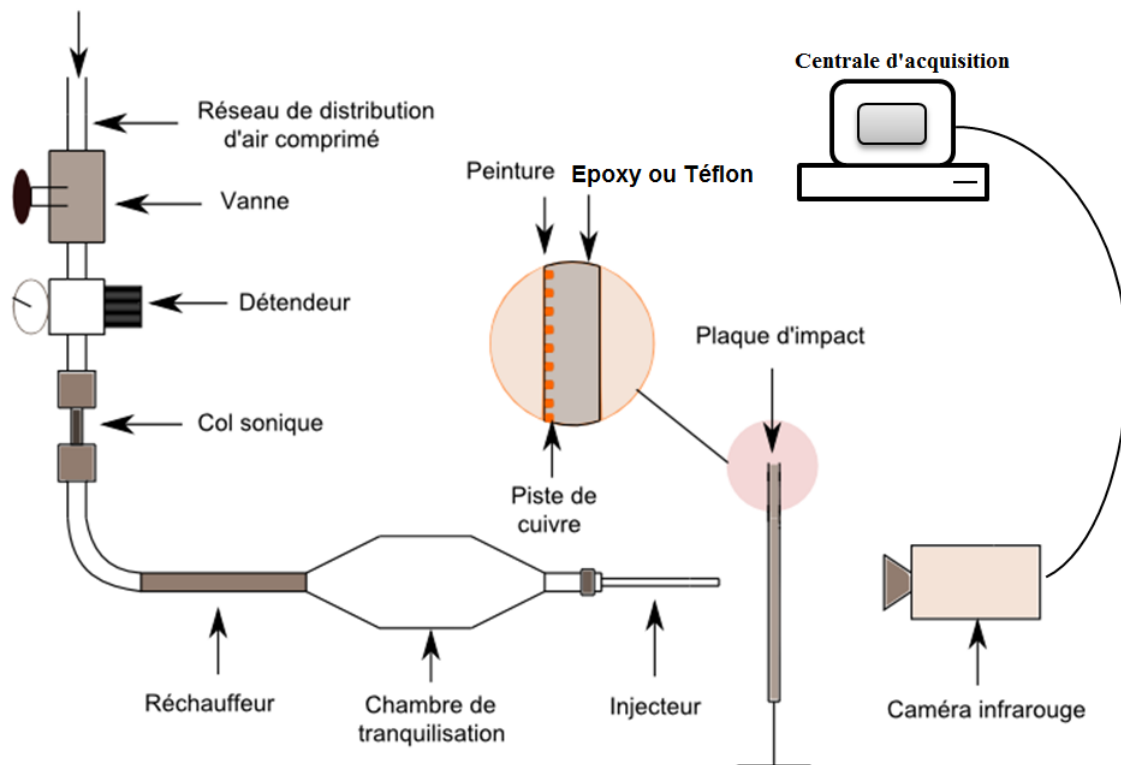 Centrale d'acquisition
Réseau de distribution
d'air comprimé
Peinture
Epoxy ou Téflon
Vanne
Détendeur
Plaque d'impact
Col sonique
Piste de
cuivre
Réchauffeur
Chambre de
tranquilisation
Injecteur
Caméra infrarouge